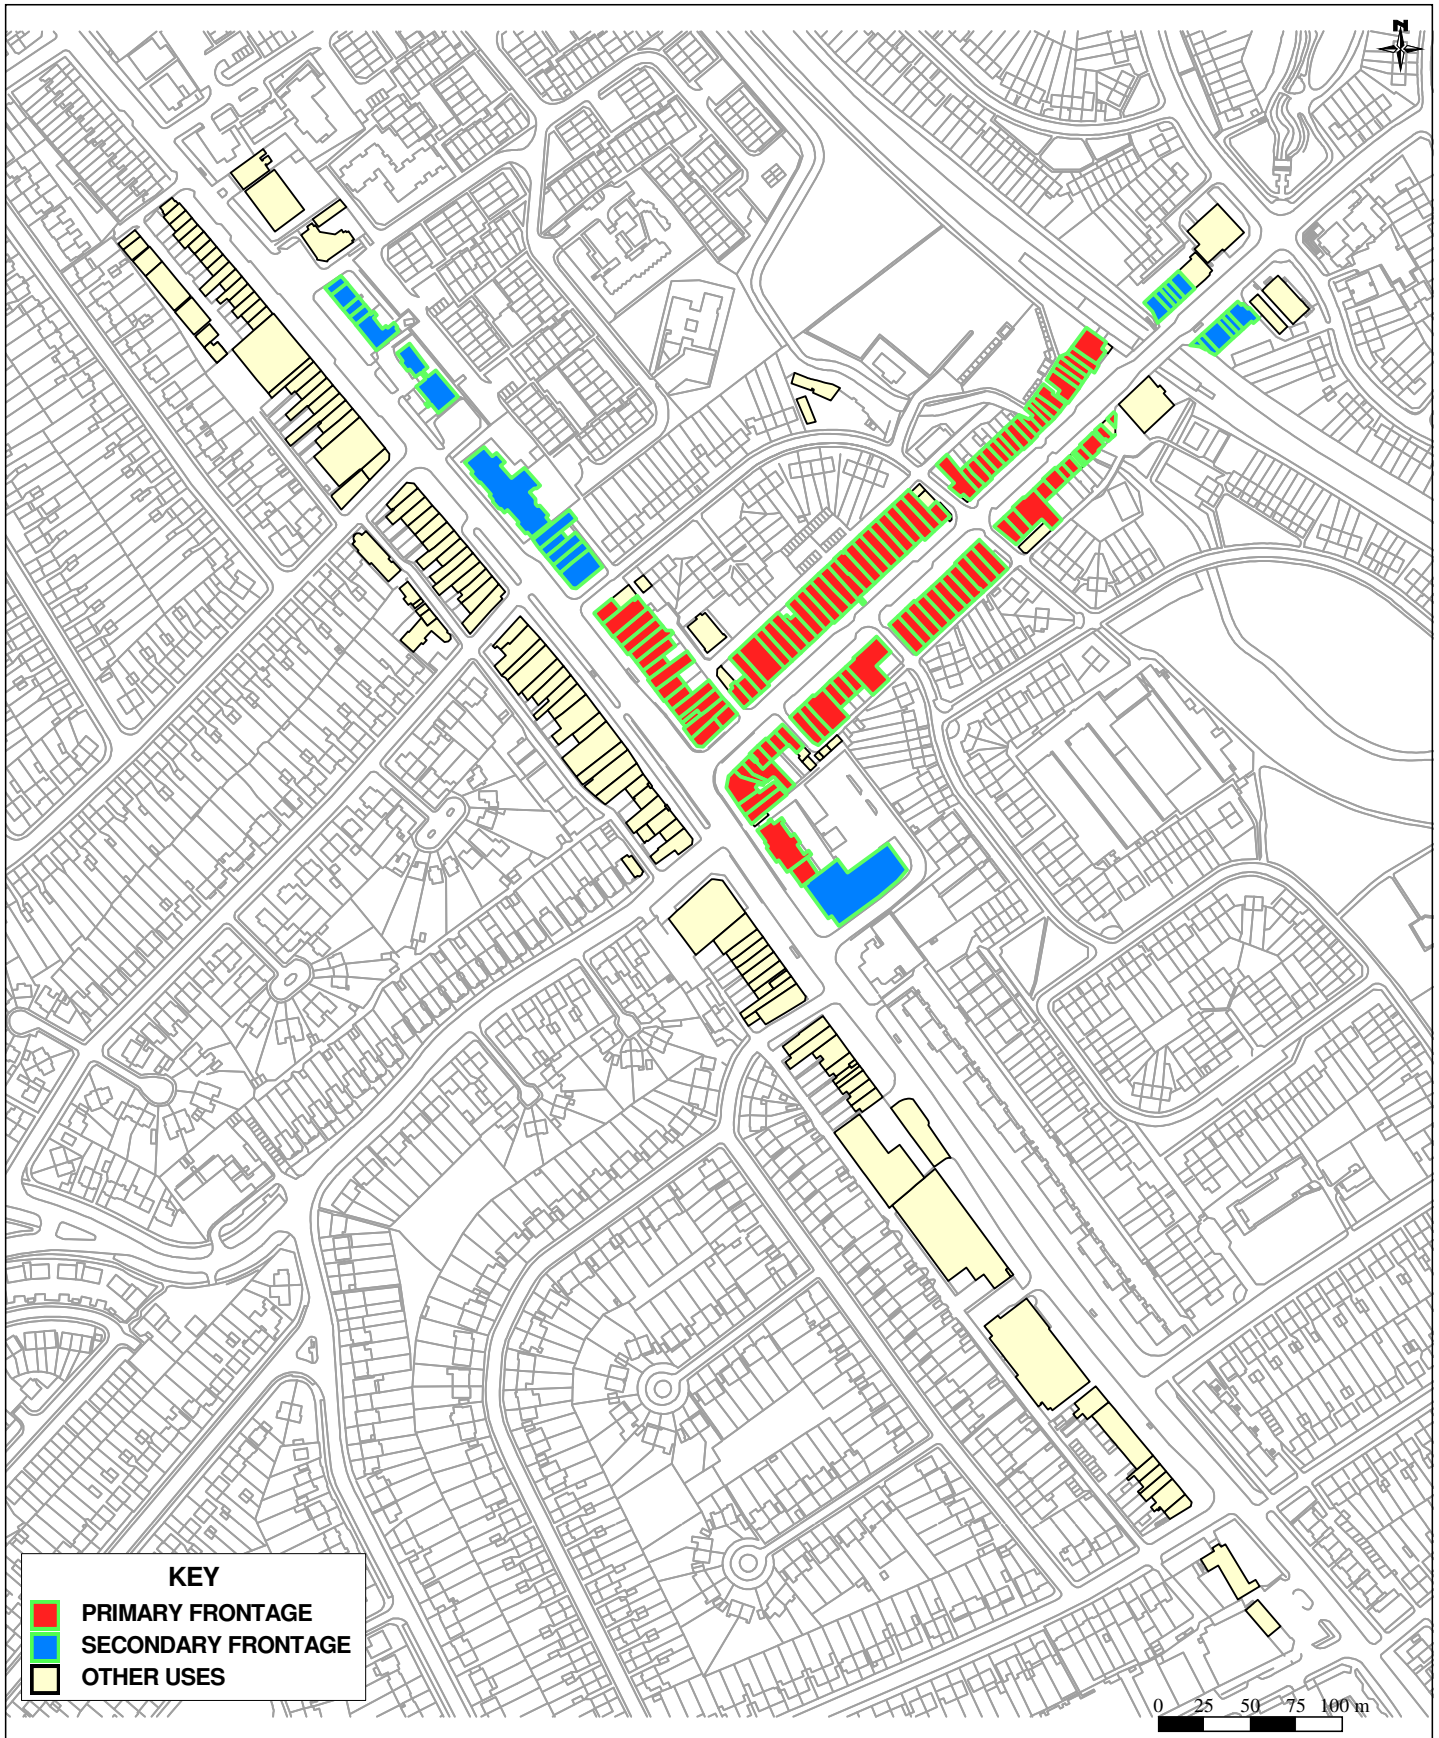 N
KEY
PRIMARY FRONTAGE
SECONDARY FRONTAGE
OTHER USES
0 25 50 75 100 m